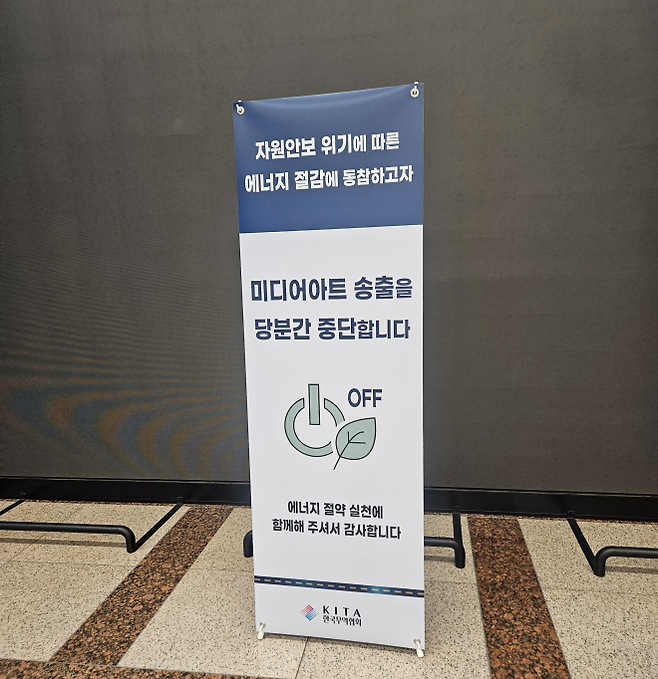 자원안보 위기에 따른
에너지 절감에 동참하고자
미디어아트 송출을
당분간 중단합니다
OFF
에너지 절약 실천에
함께해 주셔서 감사합니다
KITA
한국무역협회